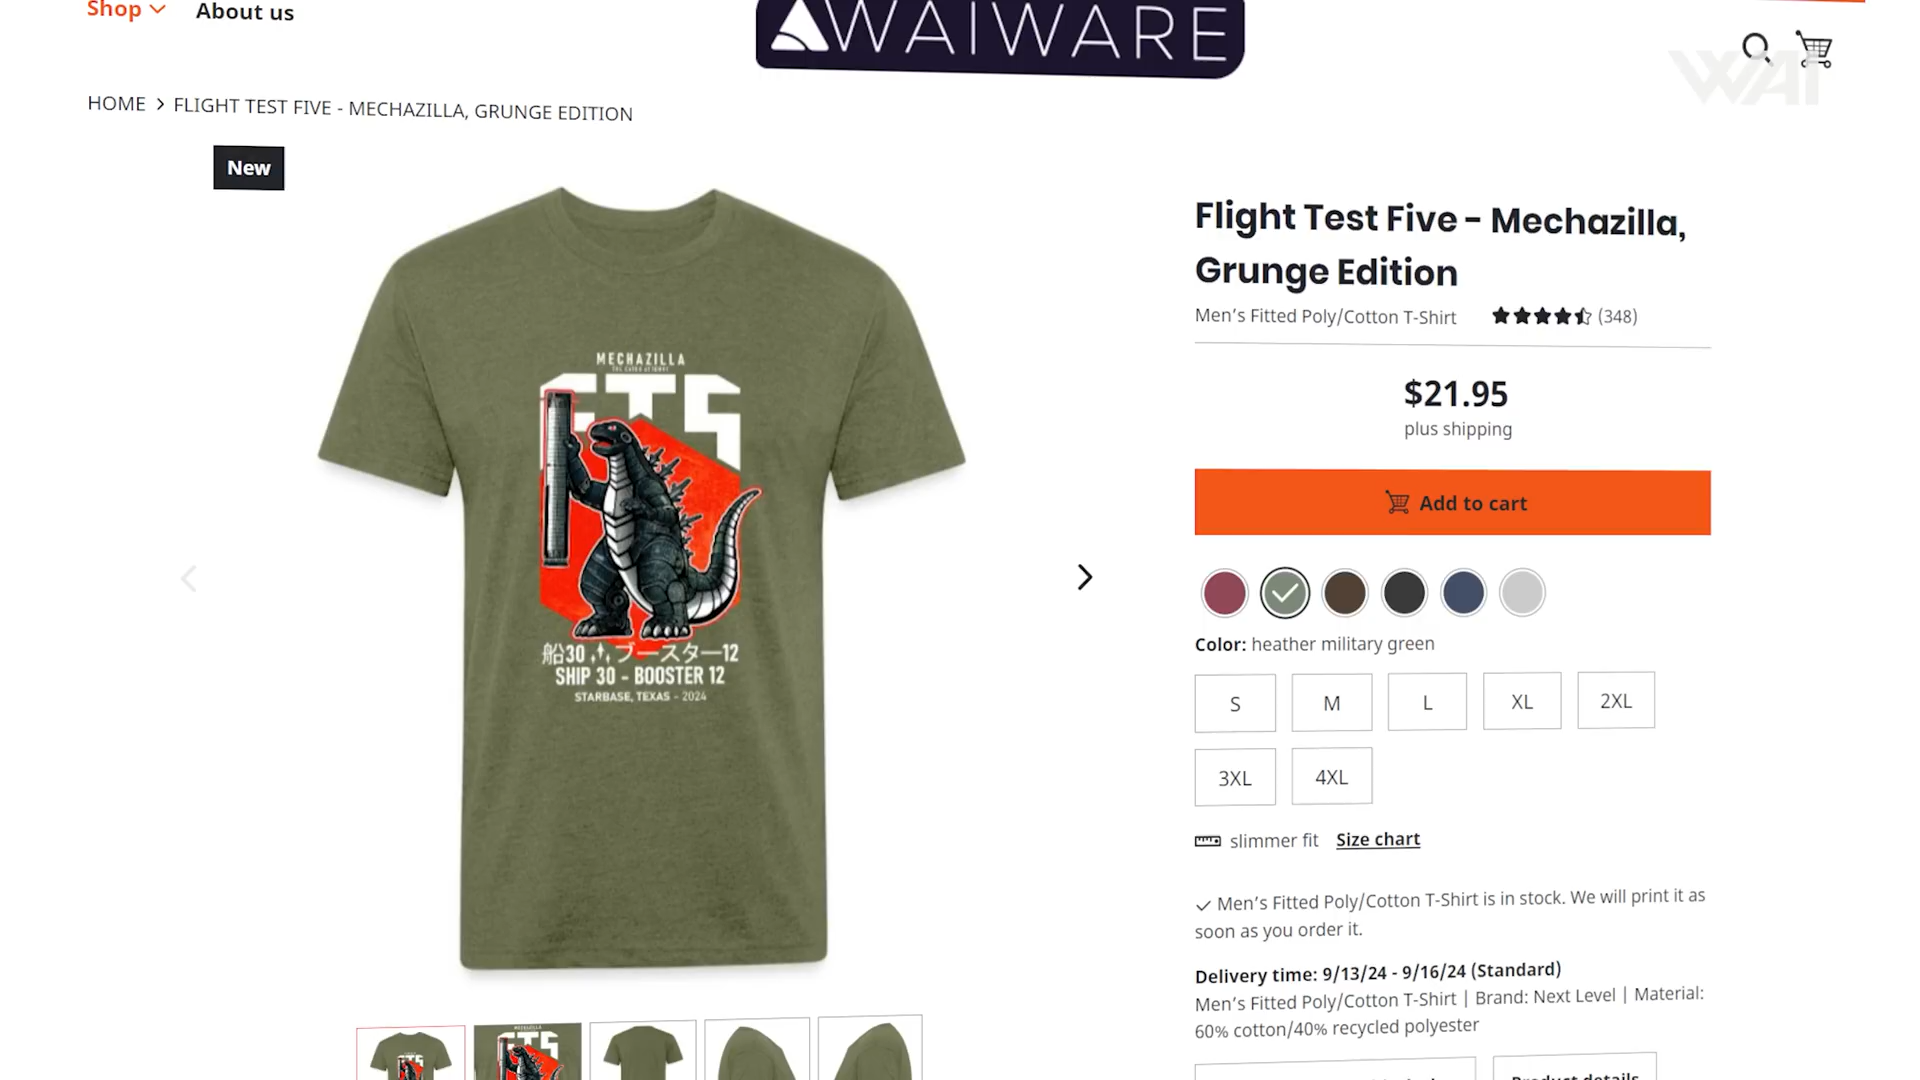 Shop
About us
WAIWARE
WAI
HOME > FLIGHT TEST FIVE - MECHAZILLA, GRUNGE EDITION
New
Flight Test Five - Mechazilla,
Grunge Edition
Men's Fitted Poly/Cotton T-Shirt
(348)
$21.95
plus shipping
Add to cart
MECHAZILLA
FT5
船30 ブースター12
SHIP 30 - BOOSTER 12
STARBASE, TEXAS - 2024
Color: heather military green
S
M
L
XL
2XL
3XL
4XL
slimmer fit
Size chart
Men's Fitted Poly/Cotton T-Shirt is in stock. We will print it as
soon as you order it.
Delivery time: 9/13/24 - 9/16/24 (Standard)
Men's Fitted Poly/Cotton T-Shirt | Brand: Next Level | Material:
60% cotton/40% recycled polyester
Product details